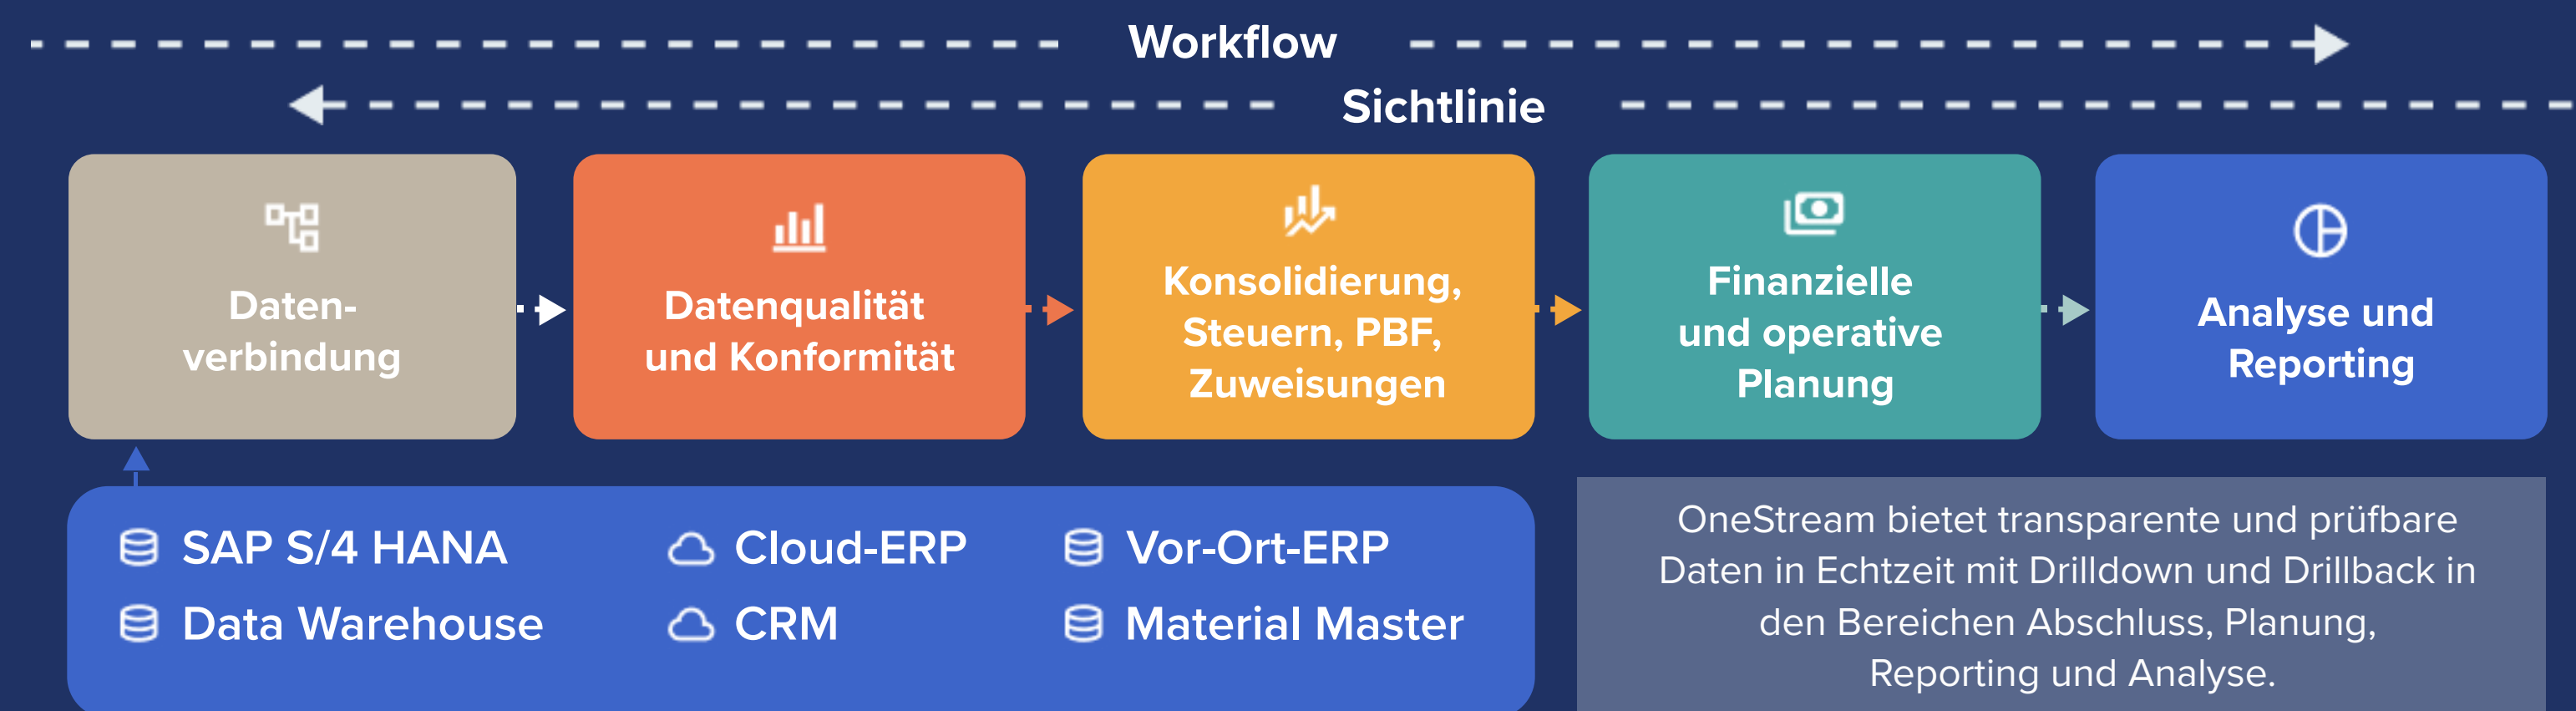 Workflow
Sichtlinie
Daten-
verbindung
Datenqualität
und Konformität
Konsolidierung,
Steuern, PBF,
Zuweisungen
Finanzielle
und operative
Planung
Analyse und
Reporting
SAP S/4 HANA
Cloud-ERP
Vor-Ort-ERP
Data Warehouse
CRM
Material Master
OneStream bietet transparente und prüfbare
Daten in Echtzeit mit Drilldown und Drillback in
den Bereichen Abschluss, Planung,
Reporting und Analyse.